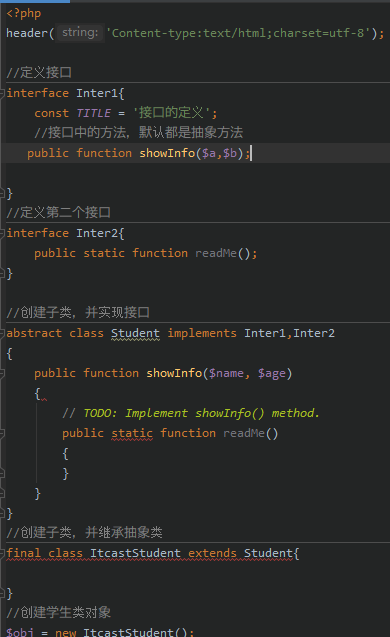 <?php
header( string: 'Content-type:text/html;charset=utf-8');
//定义接口
interface Inter1{
const TITLE = '接口的定义';
//接口中的方法, 默认都是抽象方法
public function showInfo($a,$b);
}
//定义第二个接口
interface Inter2{
public static function readMe();
}
//创建子类, 并实现接口
abstract class Student implements Inter1,Inter2
{
public function showInfo($name, $age)
{
// TODO: Implement showInfo() method.
public static function readMe()
{
}
}
}
//创建子类, 并继承抽象类
final class ItcastStudent extends Student{
}
//创建学生类对象
$obj = new ItcastStudent();